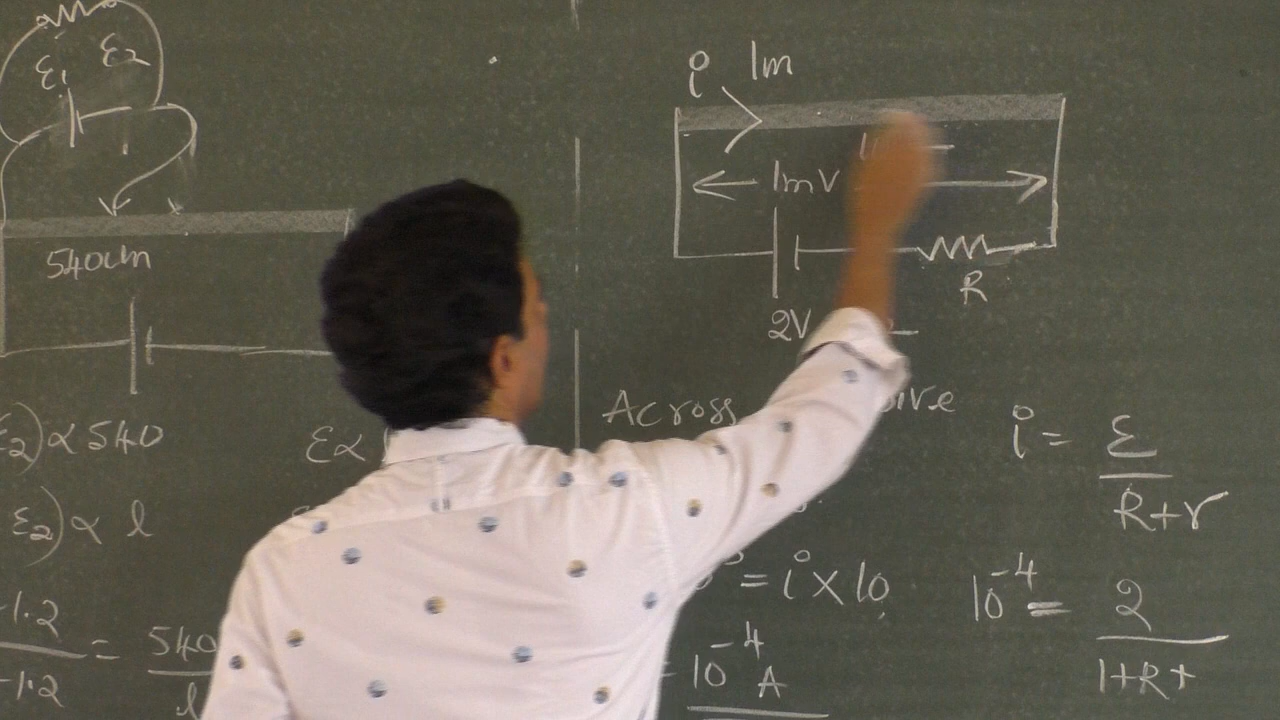 ε1 ε2
540cm
ε2) ∝ 540
ε∝
ε2) ∝ l
-1.2
-1.2
=
540
l
i 1m
1mV
R
2V
Across
i = ε
R+r
= i × 10
10⁻⁴ A
10⁻⁴ = 2
1+R+